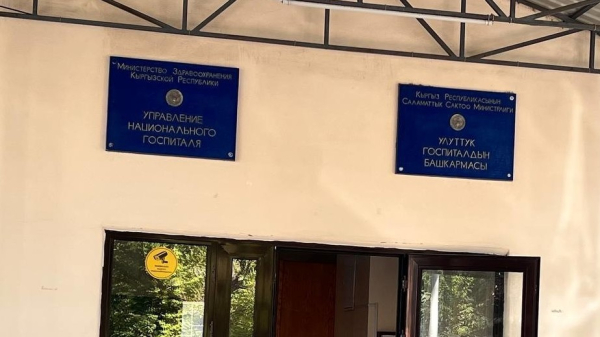 Министерство Здравоохранения
Кыргызской Республики
УПРАВЛЕНИЕ
НАЦИОНАЛЬНОГО
ГОСПИТАЛЯ
Кыргыз Республикасынын
Саламаттык Сактоо Министрлиги
УЛУТТУК
ГОСПИТАЛДЫН
БАШКАРМАСЫ